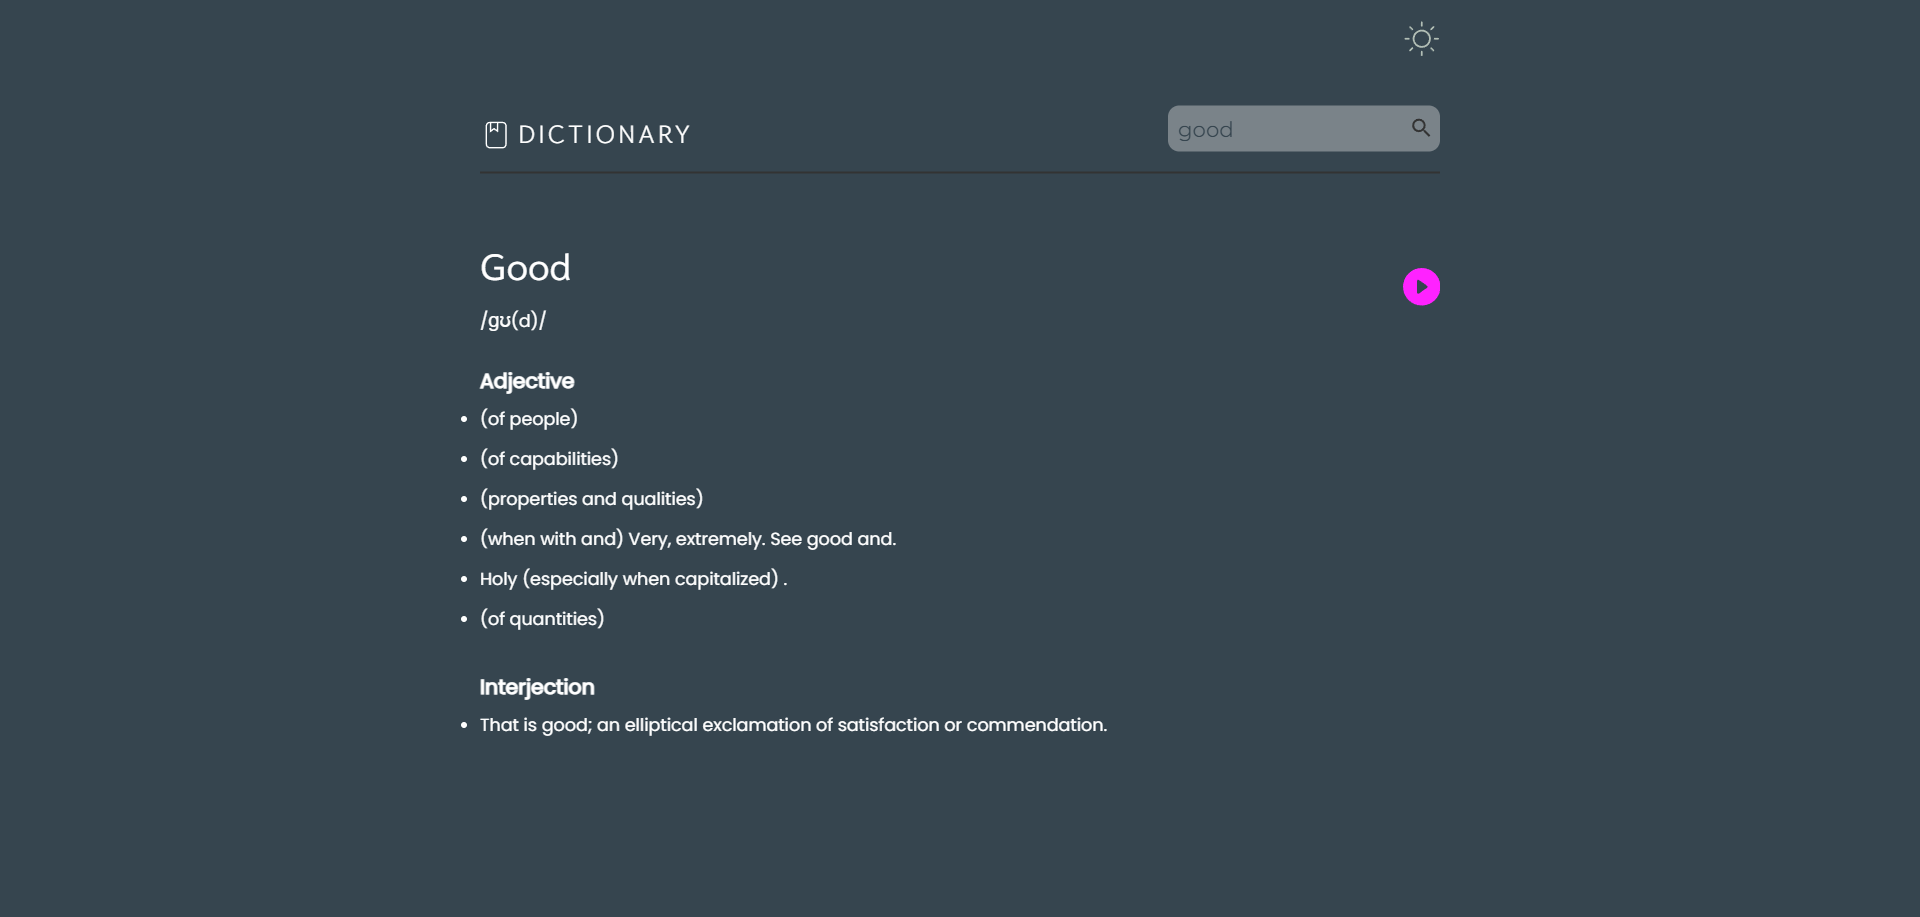 DICTIONARY
good
Good
/ɡʊ(d)/
Adjective
(of people)
(of capabilities)
(properties and qualities)
(when with and) Very, extremely. See good and.
Holy (especially when capitalized) .
(of quantities)
Interjection
That is good; an elliptical exclamation of satisfaction or commendation.